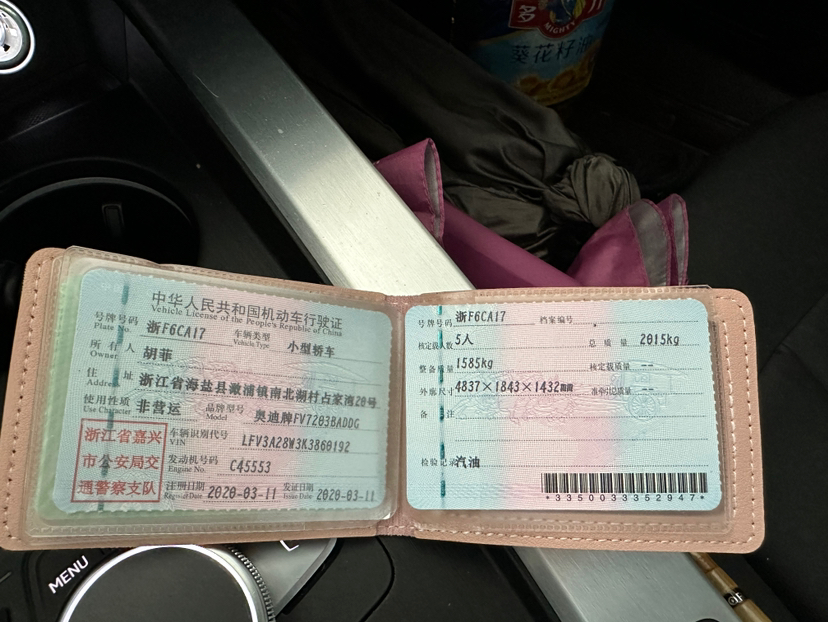 多力
MIGHTY
葵花籽油
中华人民共和国机动车行驶证
Vehicle License of the People's Republic of China
号牌号码 浙F6CA17 车辆类型 小型轿车
Plate No. Vehicle Type
所有人 胡菲
Owner
住址 浙江省海盐县澉浦镇南北湖村占家湾20号
Address
使用性质 非营运 品牌型号 奥迪牌FV7203BADDG
Use Character Model
浙江省嘉兴
市公安局交
通警察支队
车辆识别代号 LFV3A28W3K3860192
VIN
发动机号码 C45553
Engine No.
注册日期 2020-03-11 发证日期 2020-03-11
Register Date Issue Date
号牌号码 浙F6CA17 档案编号
核定载人数 5人 总质量 2015kg
整备质量 1585kg 核定载质量 --
外廓尺寸 4837×1843×1432mm 准牵引总质量 --
备注
检验记录 汽油
*3350033352947*
MENU